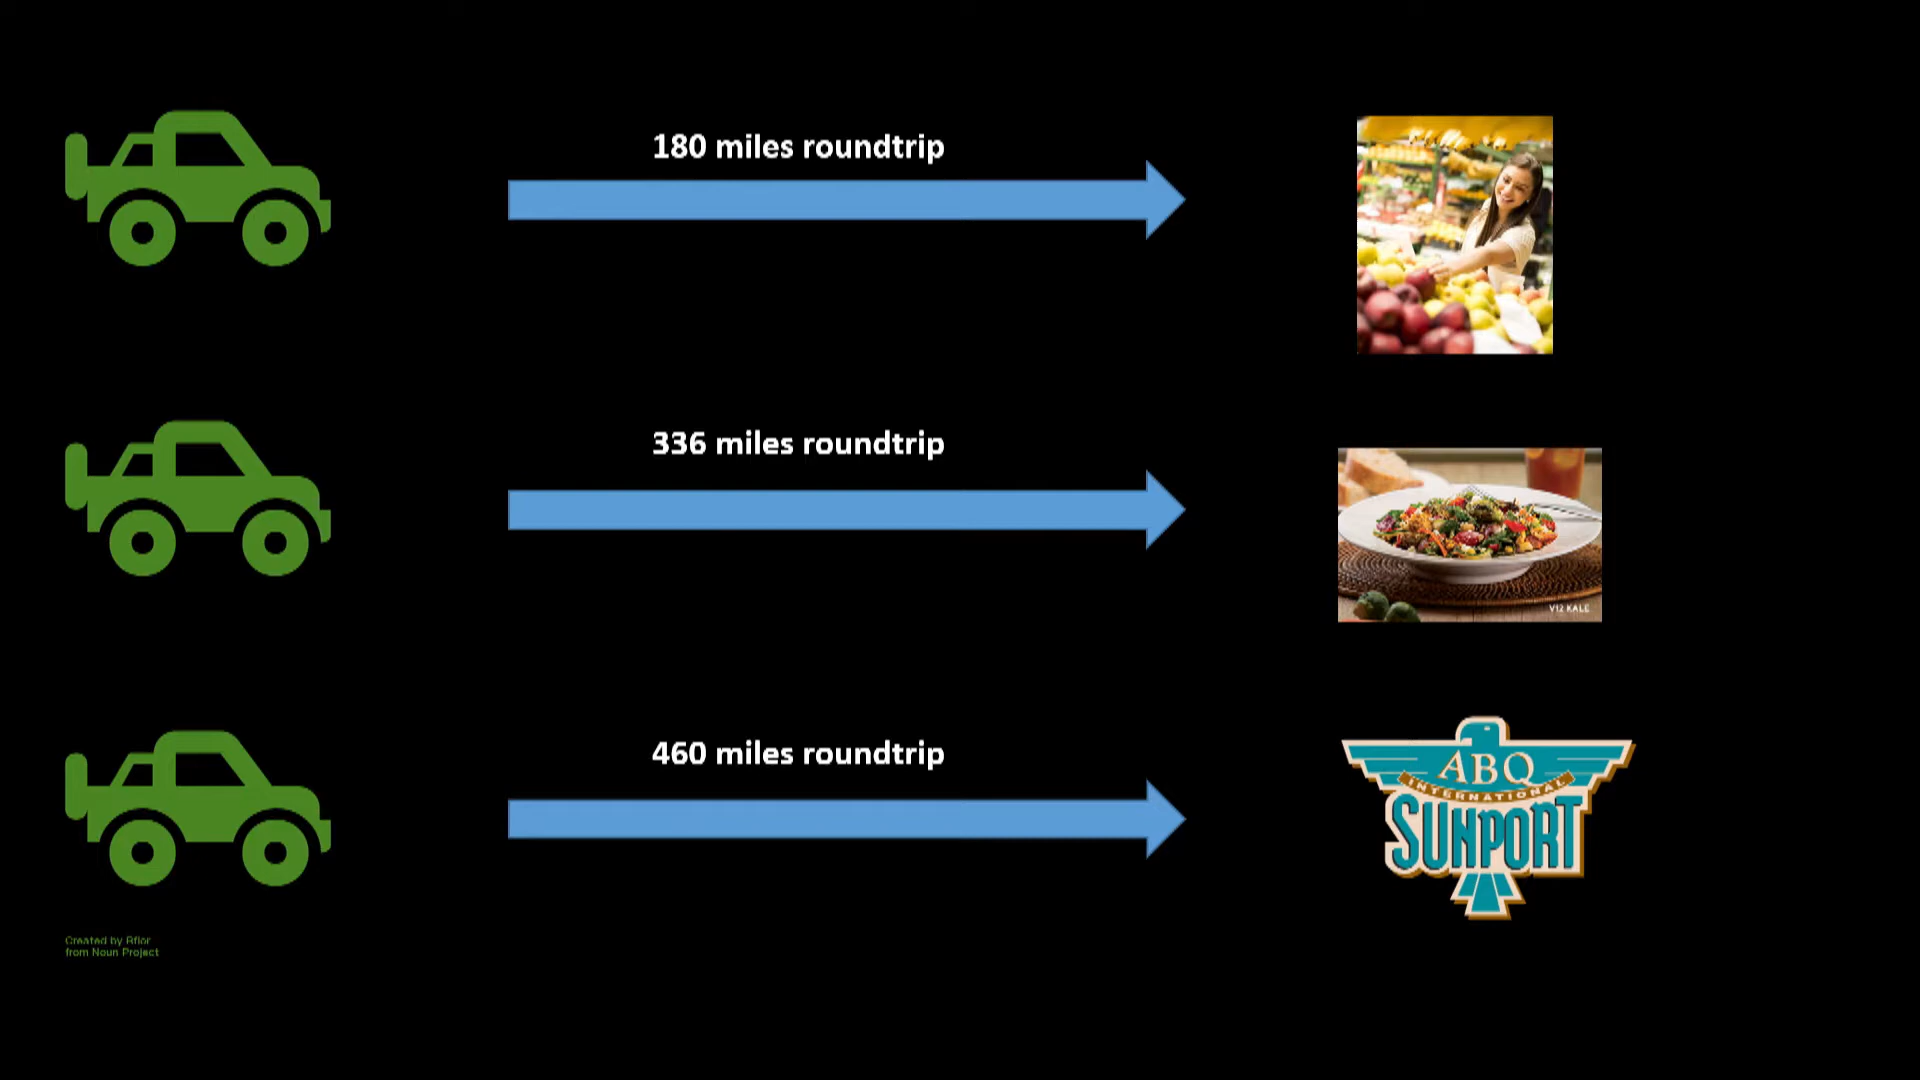 180 miles roundtrip
336 miles roundtrip
V12 KALE
460 miles roundtrip
ABQ
INTERNATIONAL
SUNPORT
Created by Rflor
from Noun Project